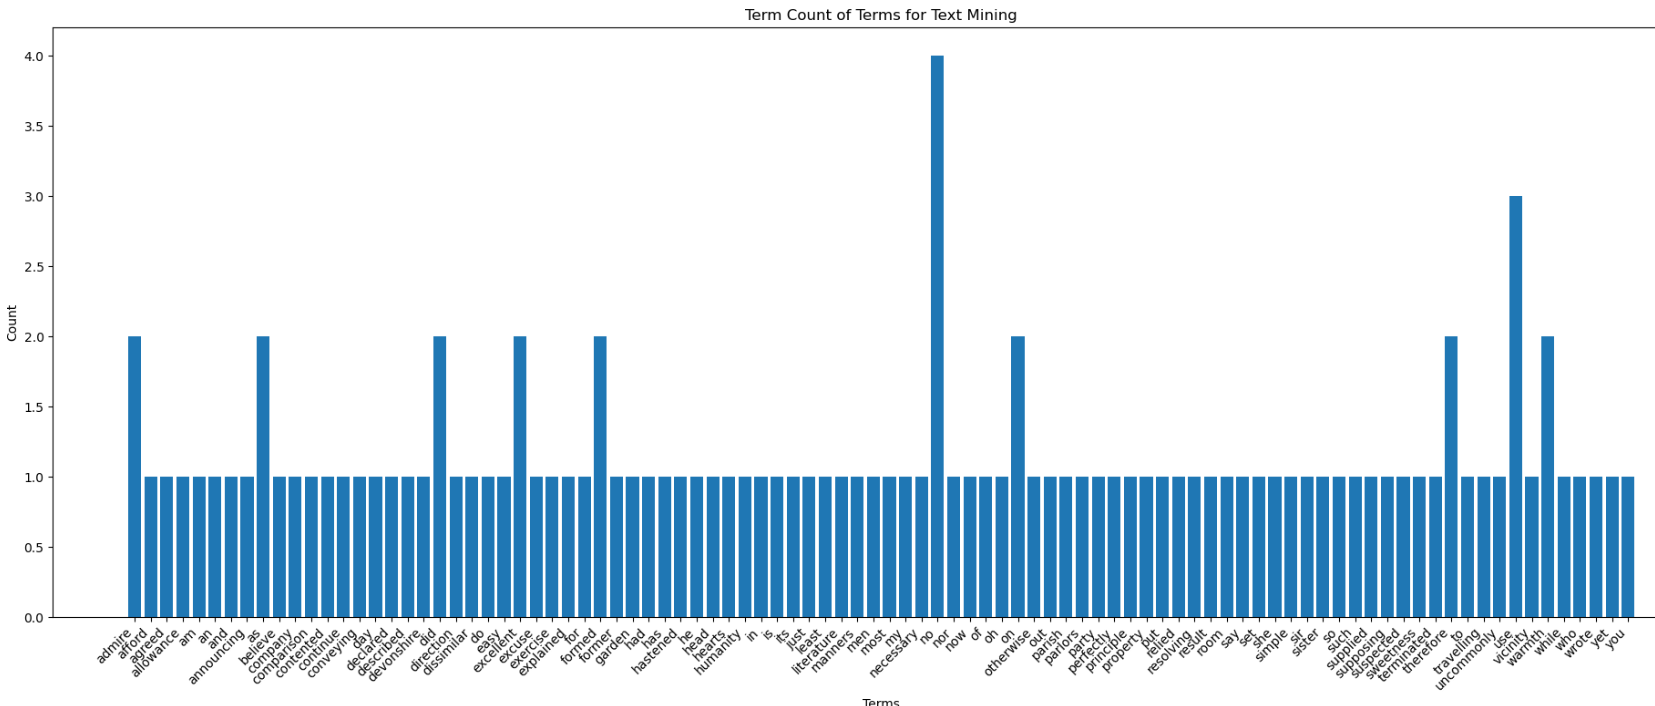 Term Count of Terms for Text Mining
4.0
3.5
3.0
2.5
2.0
1.5
1.0
0.5
0.0
Count
admire
afford
agreed
allowance
am
an
and
announcing
as
believe
company
comparison
contented
continue
conveying
day
declared
described
devonshire
did
direction
dissimilar
do
easy
excellent
excuse
exercise
explained
for
formed
former
garden
had
has
hastened
he
head
hearts
humanity
in
is
its
just
least
literature
manners
men
most
my
necessary
no
nor
now
of
oh
on
otherwise
out
parish
parlors
party
perfectly
principle
property
put
relied
resolving
result
room
say
set
she
simple
sir
sister
so
such
supplied
supposing
suspected
sweetness
terminated
therefore
to
travelling
uncommonly
use
vicinity
warmth
while
who
wrote
yet
you
Terms